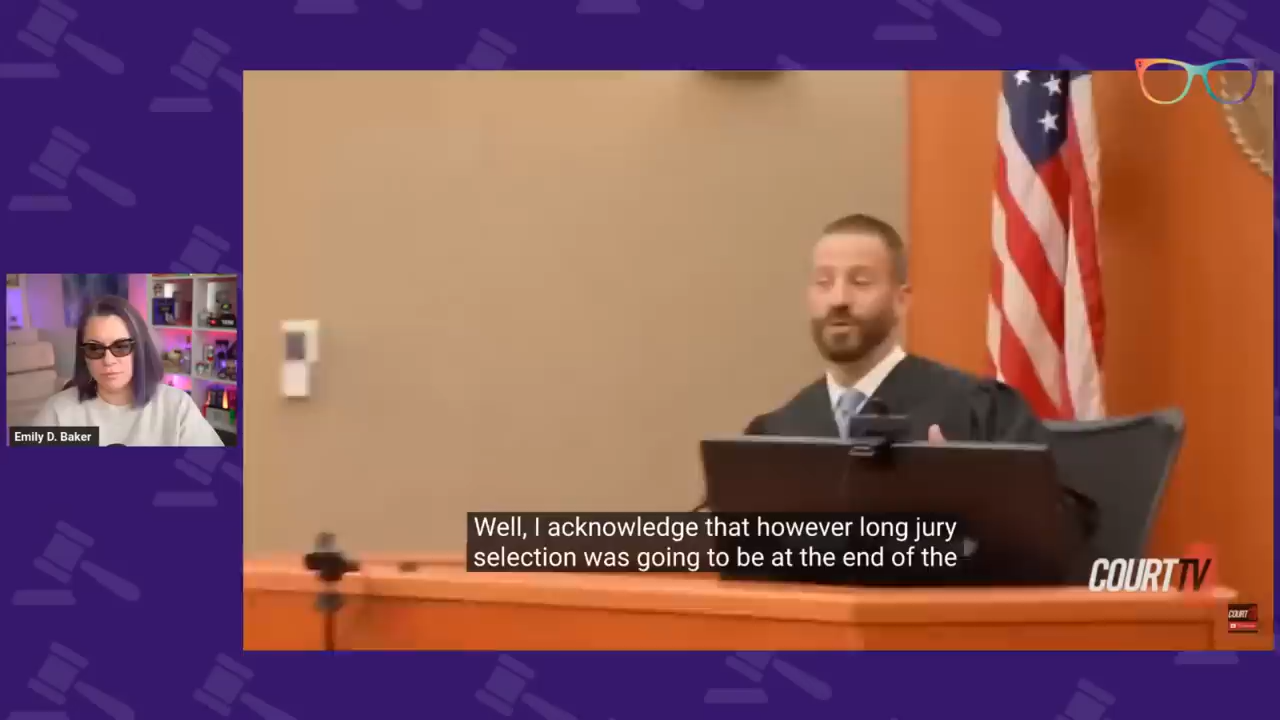 Emily D. Baker
Well, I acknowledge that however long jury
selection was going to be at the end of the
COURT TV
COURT